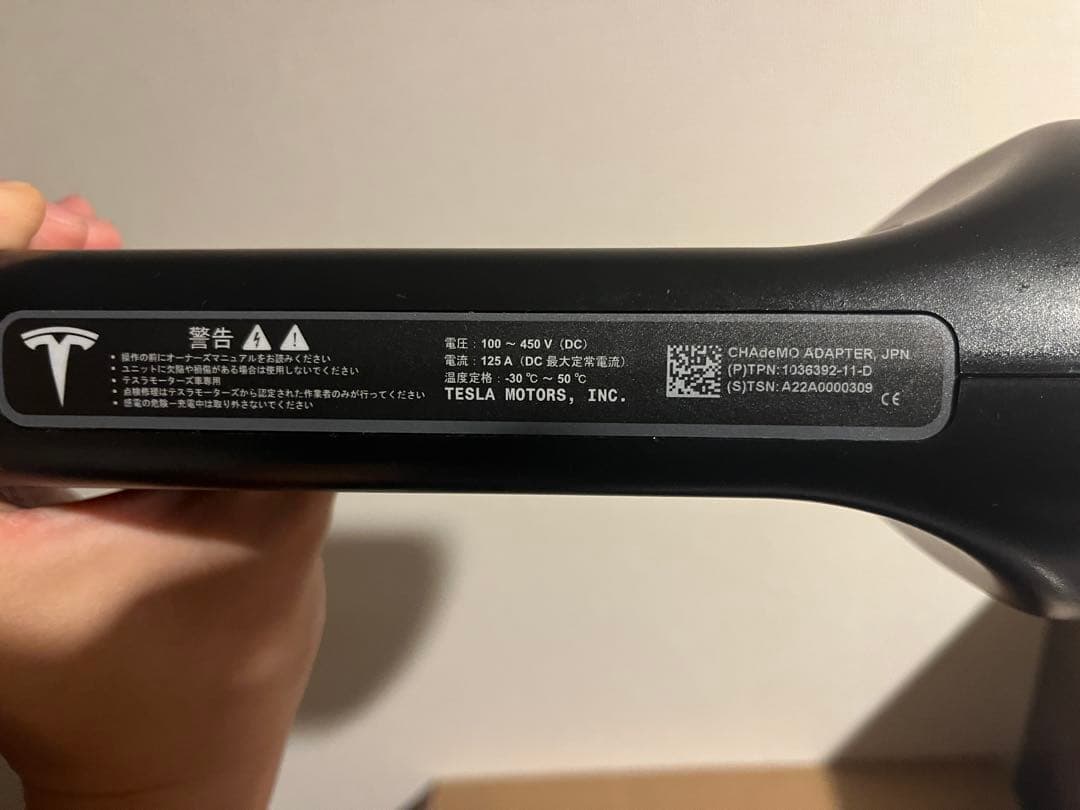 警告
• 操作の前にオーナーズマニュアルをお読みください
• ユニットに欠陥や損傷がある場合は使用しないでください
• テスラモーターズ車専用
• 点検修理はテスラモーターズから認定された作業者のみが行ってください
• 感電の危険－充電中は取り外さないでください
電圧：100 ～ 450 V（DC）
電流：125 A（DC 最大定常電流）
温度定格：-30 ℃ ～ 50 ℃
TESLA MOTORS, INC.
CHAdeMO ADAPTER, JPN
(P)TPN: 1036392-11-D
(S)TSN: A22A0000309
CE